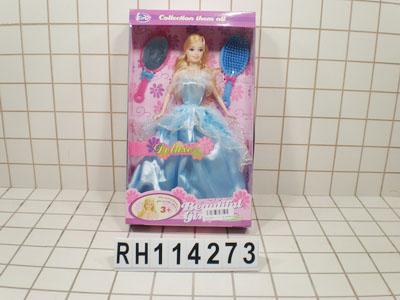 Collection them all
Deluxe
3+
Beautiful
Girl
RH114273